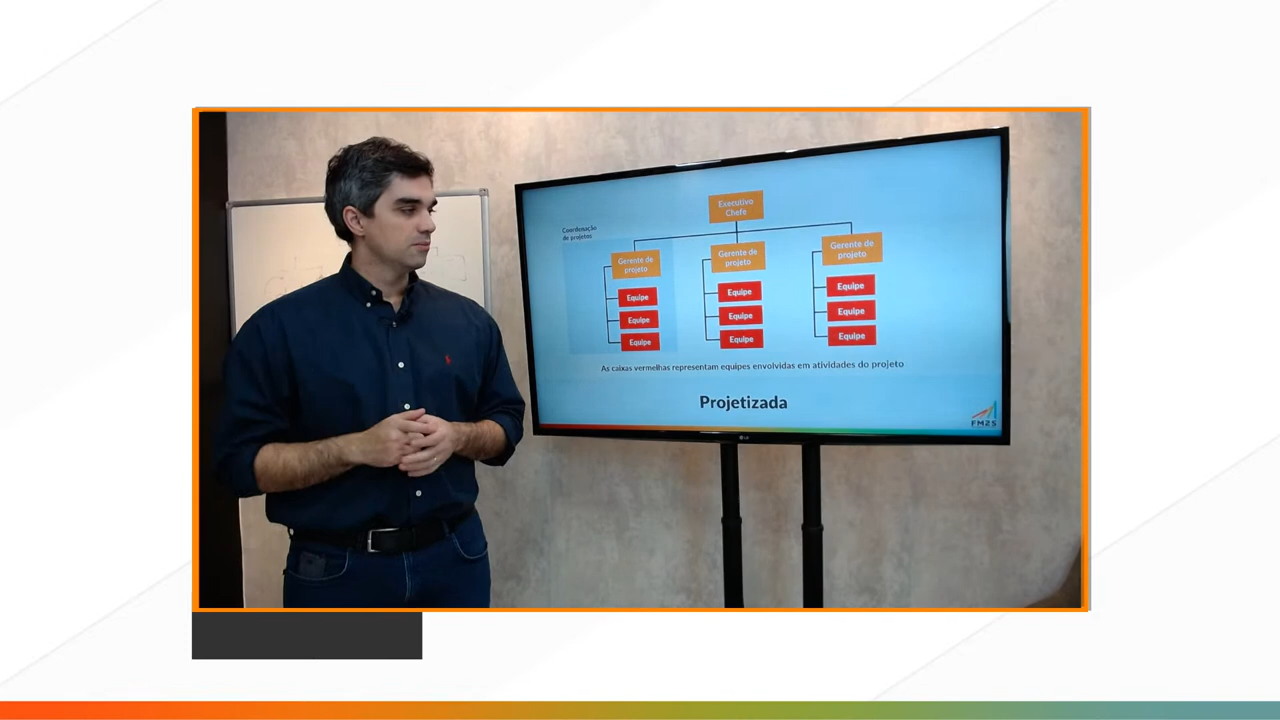 Executivo
Chefe
Coordenação
de projetos
Gerente de
projeto
Gerente de
projeto
Gerente de
projeto
Equipe
Equipe
Equipe
Equipe
Equipe
Equipe
Equipe
Equipe
Equipe
As caixas vermelhas representam equipes envolvidas em atividades do projeto
Projetizada
FM2S
LG